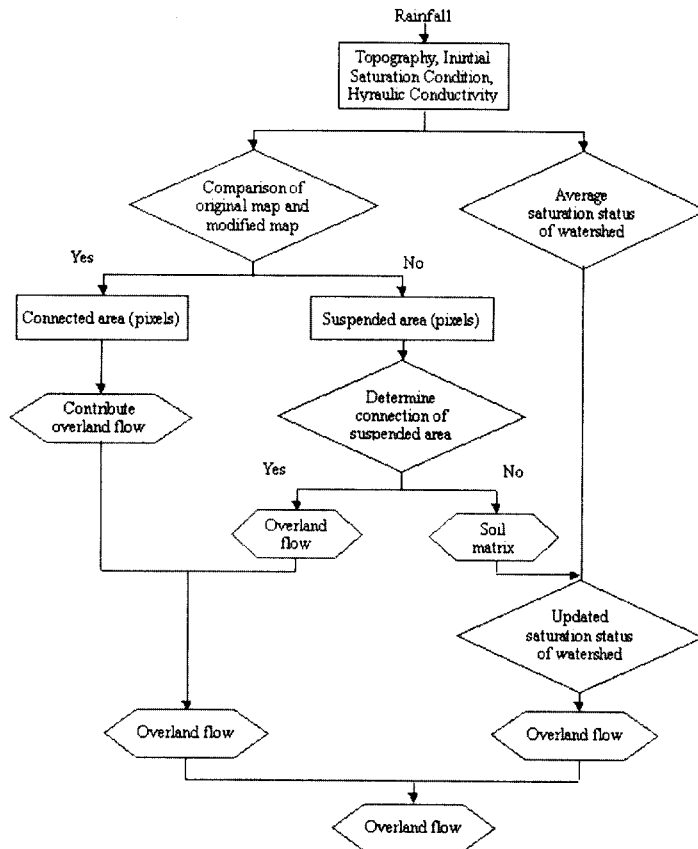 Rainfall
Topography, Inintial
Saturation Condition,
Hyraulic Conductivity
Comparison of
original map and
modified map
Average
saturation status
of watershed
Yes
No
Connected area (pixels)
Suspended area (pixels)
Contribute
overland flow
Determine
connection of
suspended area
Yes
No
Overland
flow
Soil
matrix
Updated
saturation status
of watershed
Overland flow
Overland flow
Overland flow